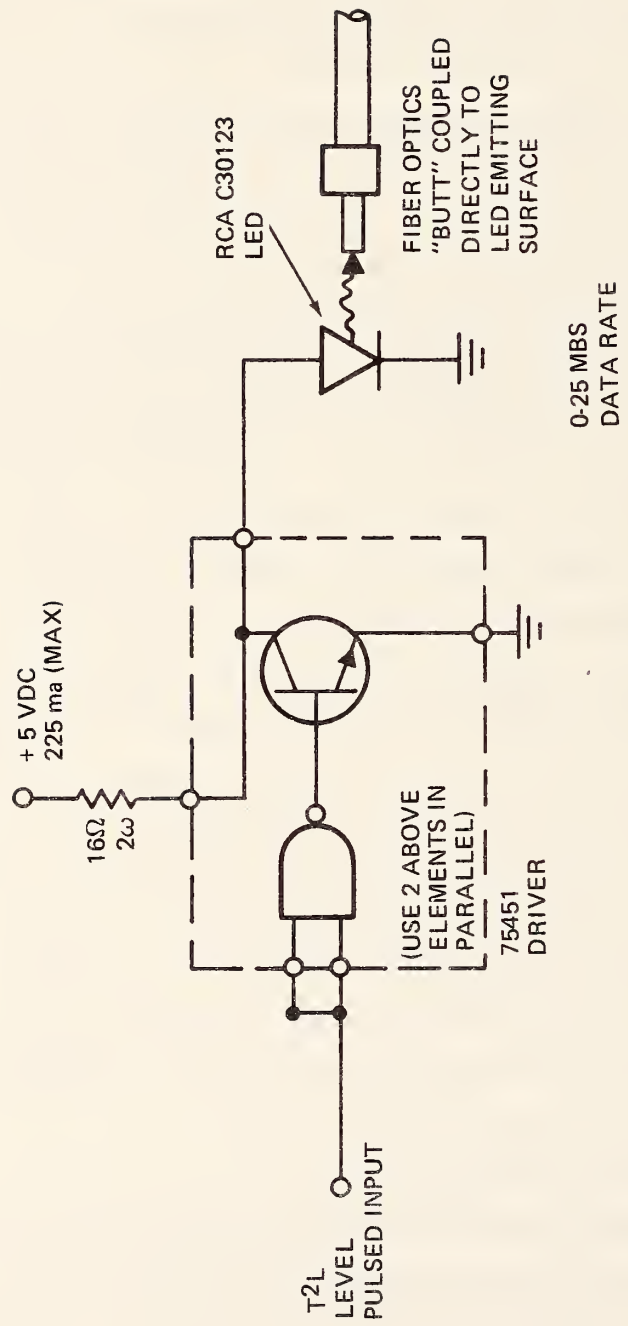 + 5 VDC
225 ma (MAX)
16Ω
2ω
RCA C30123
LED
T²L
LEVEL
PULSED INPUT
(USE 2 ABOVE
ELEMENTS IN
PARALLEL)
75451
DRIVER
FIBER OPTICS
"BUTT" COUPLED
DIRECTLY TO
LED EMITTING
SURFACE
0-25 MBS
DATA RATE